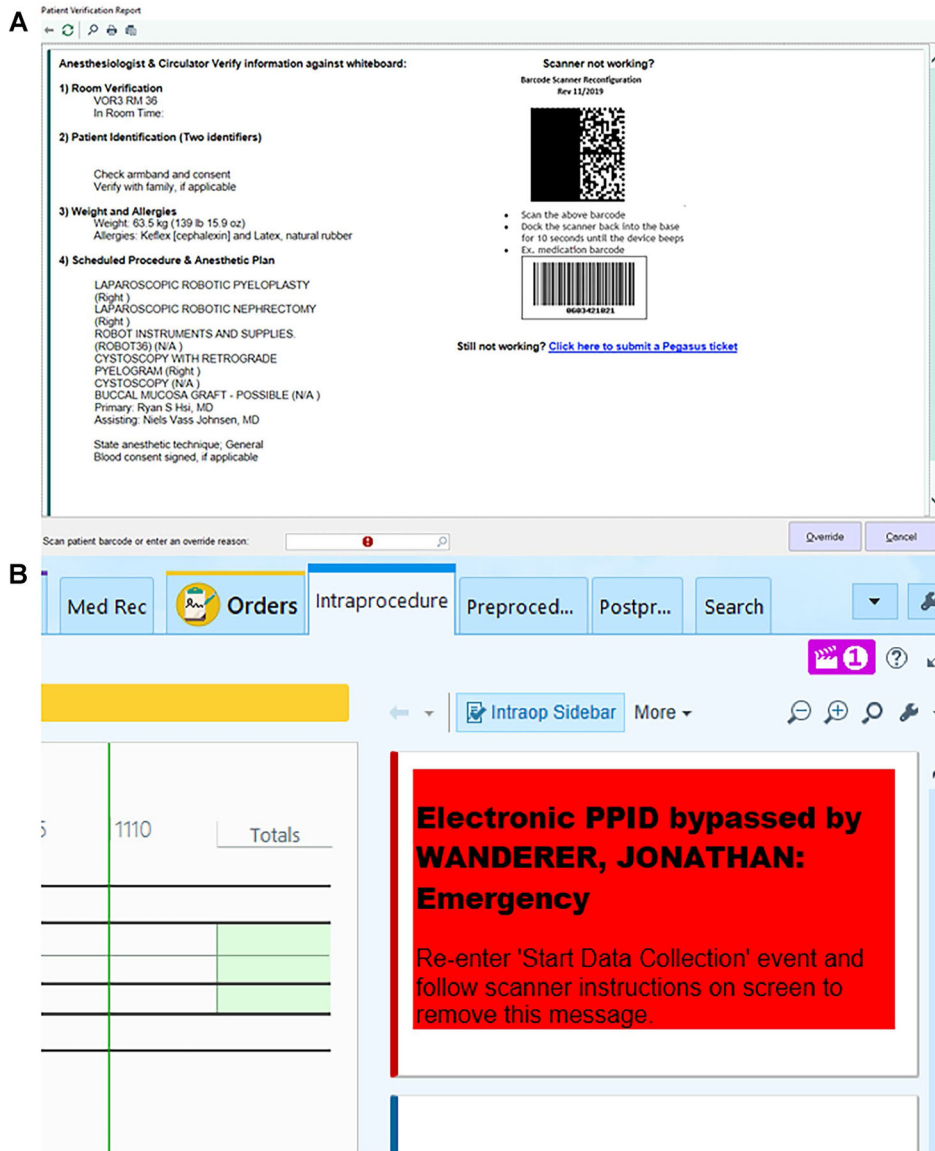 Patient Verification Report
A
Anesthesiologist & Circulator Verify information against whiteboard:
1) Room Verification
VOR3 RM 36
In Room Time:
2) Patient Identification (Two identifiers)
Check armband and consent
Verify with family, if applicable
3) Weight and Allergies
Weight: 63.5 kg (139 lb 15.9 oz)
Allergies: Keflex [cephalexin] and Latex, natural rubber
4) Scheduled Procedure & Anesthetic Plan
LAPAROSCOPIC ROBOTIC PYELOPLASTY
(Right )
LAPAROSCOPIC ROBOTIC NEPHRECTOMY
(Right )
ROBOT INSTRUMENTS AND SUPPLIES.
(ROBOT36) (N/A )
CYSTOSCOPY WITH RETROGRADE
PYELOGRAM (Right )
CYSTOSCOPY (N/A )
BUCCAL MUCOSA GRAFT - POSSIBLE (N/A )
Primary: Ryan S Hsi, MD
Assisting: Niels Vass Johnsen, MD
State anesthetic technique; General
Blood consent signed, if applicable
Scanner not working?
Barcode Scanner Reconfiguration
Rev 11/2019
• Scan the above barcode
• Dock the scanner back into the base
for 10 seconds until the device beeps
• Ex. medication barcode
0603421021
Still not working? Click here to submit a Pegasus ticket
Scan patient barcode or enter an override reason:
Override
Cancel
B
Med Rec
Orders
Intraprocedure
Preproced...
Postpr...
Search
1
Intraop Sidebar
More
5
1110
Totals
Electronic PPID bypassed by
WANDERER, JONATHAN:
Emergency
Re-enter 'Start Data Collection' event and
follow scanner instructions on screen to
remove this message.